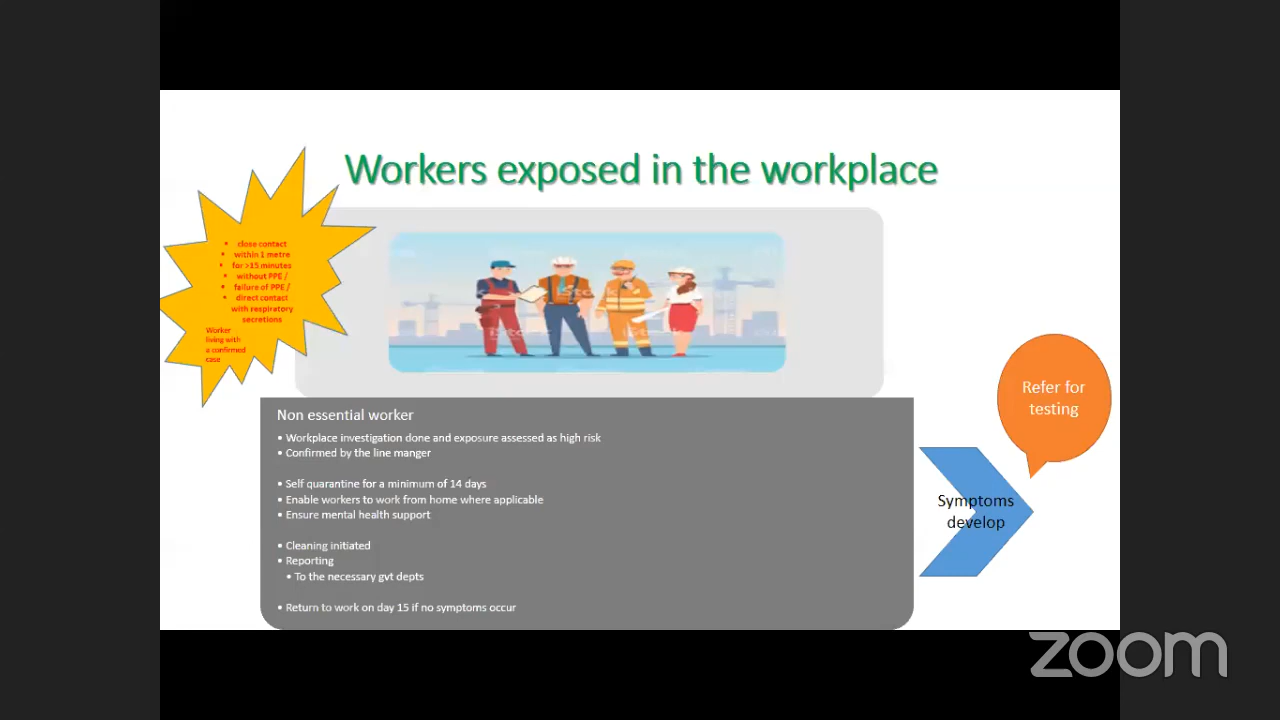 Workers exposed in the workplace
• close contact
• within 1 metre
• for >15 minutes
• without PPE /
• failure of PPE /
• direct contact
with respiratory
secretions
Worker
living with
a confirmed
case
iStock
iStock
Non essential worker
• Workplace investigation done and exposure assessed as high risk
• Confirmed by the line manger
• Self quarantine for a minimum of 14 days
• Enable workers to work from home where applicable
• Ensure mental health support
• Cleaning initiated
• Reporting
• To the necessary gvt depts
• Return to work on day 15 if no symptoms occur
Symptoms
develop
Refer for
testing
zoom